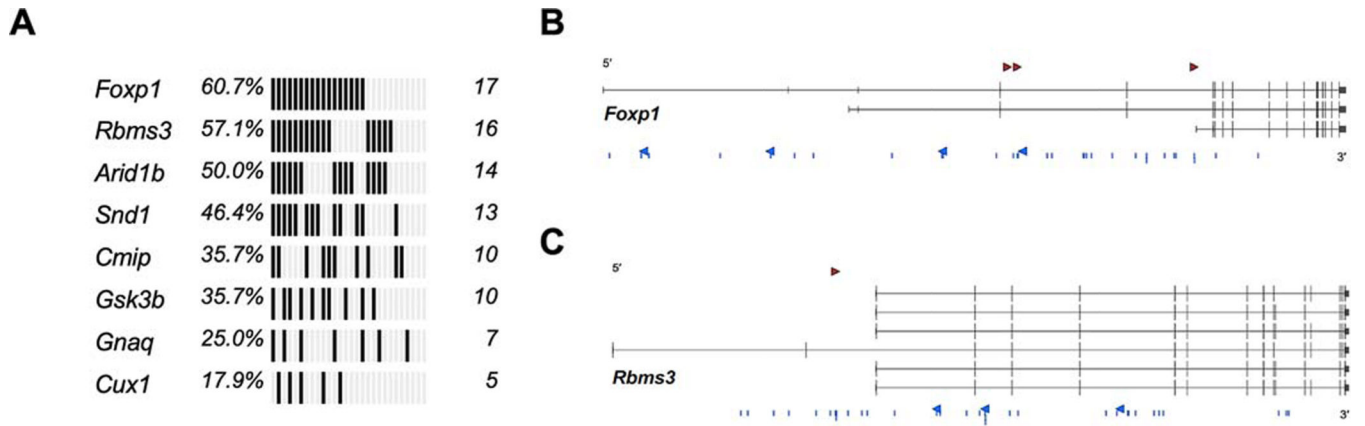 A
Foxp1 60.7% 17
Rbms3 57.1% 16
Arid1b 50.0% 14
Snd1 46.4% 13
Cmip 35.7% 10
Gsk3b 35.7% 10
Gnaq 25.0% 7
Cux1 17.9% 5
B
5′
Foxp1
3′
C
5′
Rbms3
3′